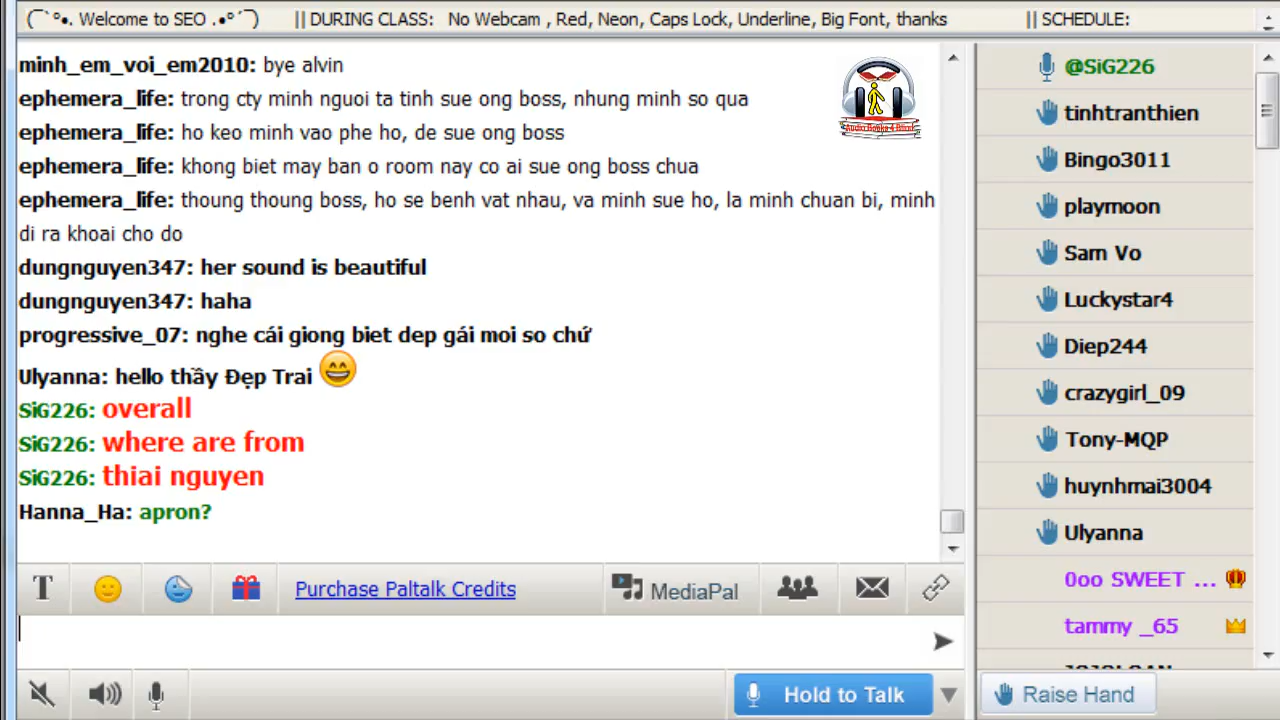 (¯`°•. Welcome to SEO .•°´¯) || DURING CLASS: No Webcam , Red, Neon, Caps Lock, Underline, Big Font, thanks || SCHEDULE:
minh_em_voi_em2010: bye alvin
ephemera_life: trong cty minh nguoi ta tinh sue ong boss, nhung minh so qua
ephemera_life: ho keo minh vao phe ho, de sue ong boss
ephemera_life: khong biet may ban o room nay co ai sue ong boss chua
ephemera_life: thoung thoung boss, ho se benh vat nhau, va minh sue ho, la minh chuan bi, minh
di ra khoai cho do
dungnguyen347: her sound is beautiful
dungnguyen347: haha
progressive_07: nghe cái giong biet dep gái moi so chứ
Ulyanna: hello thầy Đẹp Trai
SiG226: overall
SiG226: where are from
SiG226: thiai nguyen
Hanna_Ha: apron?
Purchase Paltalk Credits
MediaPal
Hold to Talk
@SiG226
tinhtranthien
Bingo3011
playmoon
Sam Vo
Luckystar4
Diep244
crazygirl_09
Tony-MQP
huynhmai3004
Ulyanna
0oo SWEET ...
tammy _65
Raise Hand